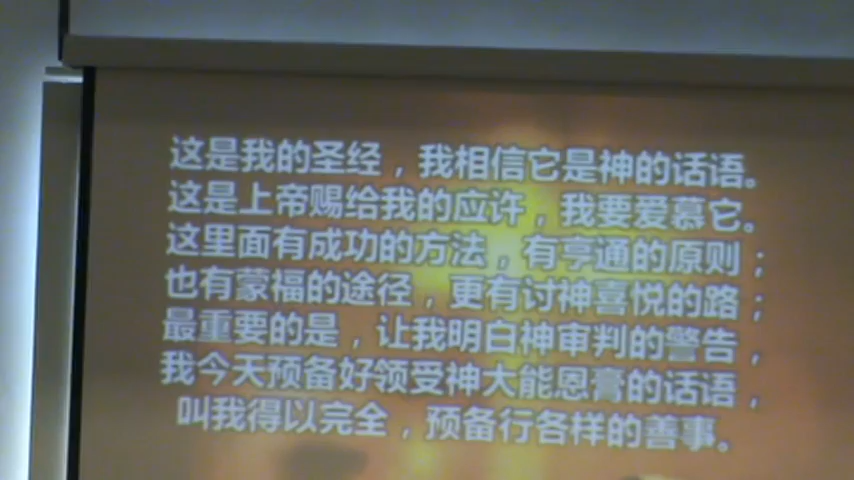 这是我的圣经，我相信它是神的话语。
这是上帝赐给我的应许，我要爱慕它。
这里面有成功的方法，有亨通的原则；
也有蒙福的途径，更有讨神喜悦的路；
最重要的是，让我明白神审判的警告，
我今天预备好领受神大能恩膏的话语，
叫我得以完全，预备行各样的善事。